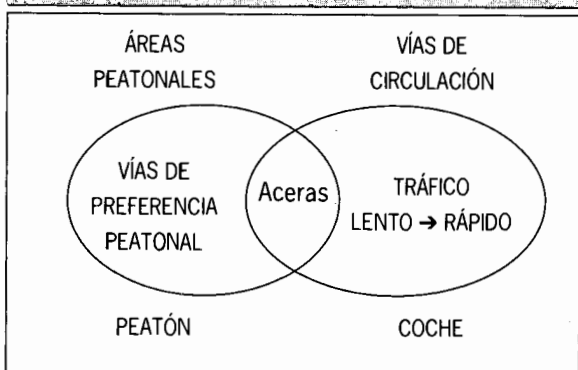 ÁREAS
PEATONALES
VÍAS DE
CIRCULACIÓN
VÍAS DE
PREFERENCIA
PEATONAL
Aceras
TRÁFICO
LENTO → RÁPIDO
PEATÓN
COCHE